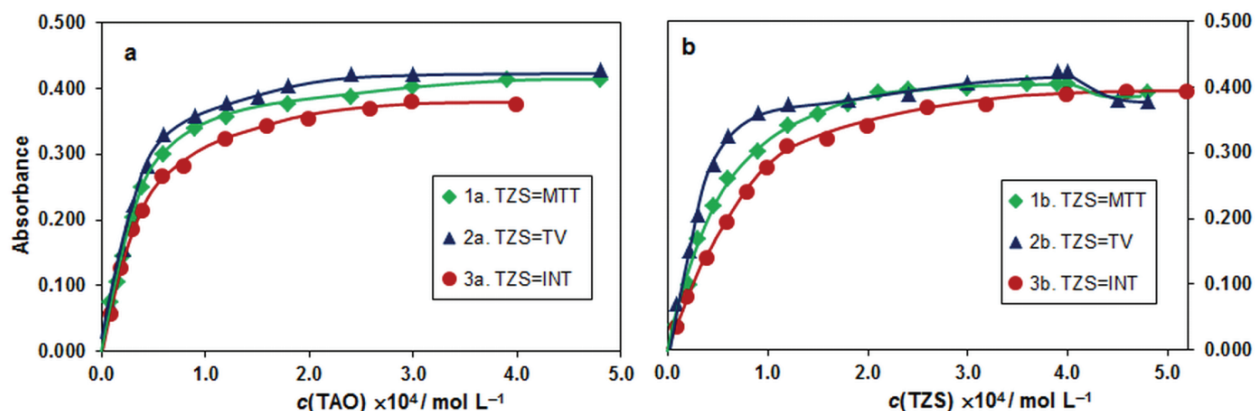 a
0.500
0.400
0.300
0.200
0.100
0.000
Absorbance
1a. TZS=MTT
2a. TZS=TV
3a. TZS=INT
0.0 1.0 2.0 3.0 4.0 5.0
c(TAO) ×10⁴ / mol L⁻¹
b
1b. TZS=MTT
2b. TZS=TV
3b. TZS=INT
0.500
0.400
0.300
0.200
0.100
0.000
0.0 1.0 2.0 3.0 4.0 5.0
c(TZS) ×10⁴ / mol L⁻¹